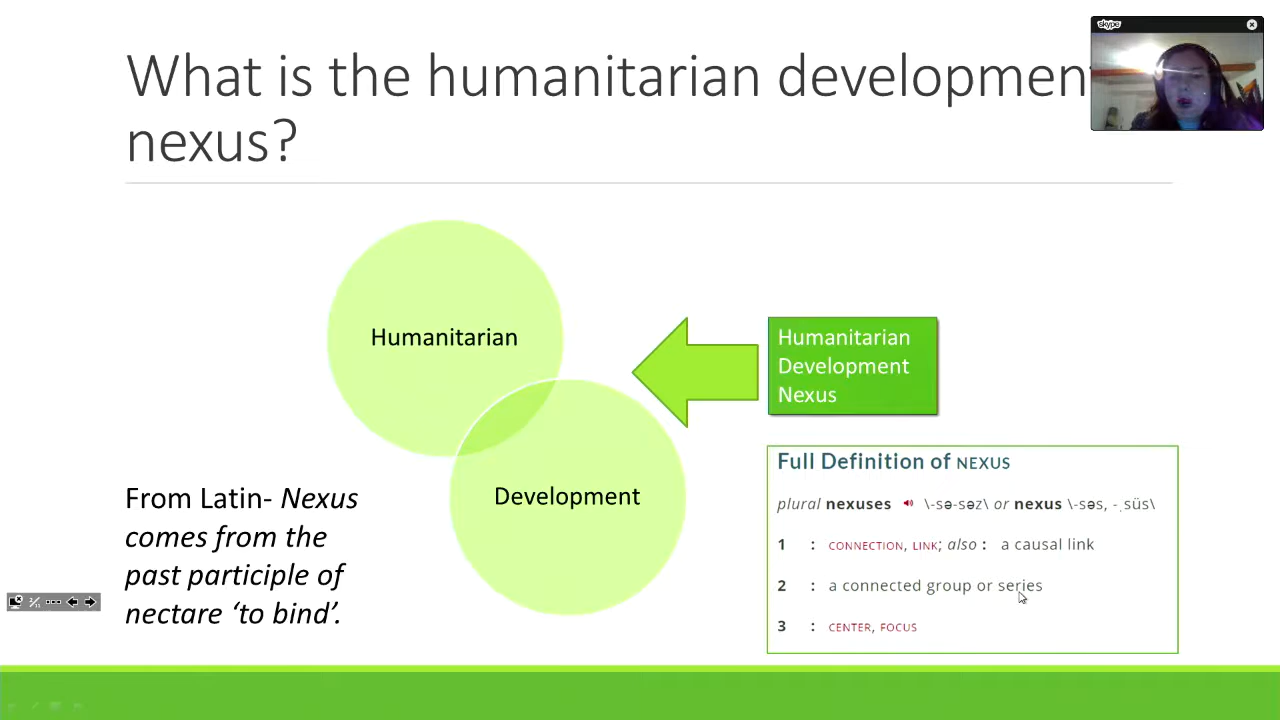 What is the humanitarian development
nexus?
skype
Humanitarian
Development
Humanitarian
Development
Nexus
From Latin- Nexus
comes from the
past participle of
nectare ‘to bind’.
Full Definition of NEXUS
plural nexuses \-sə-səz\ or nexus \-səs, -ˌsüs\
1 : CONNECTION, LINK; also : a causal link
2 : a connected group or series
3 : CENTER, FOCUS